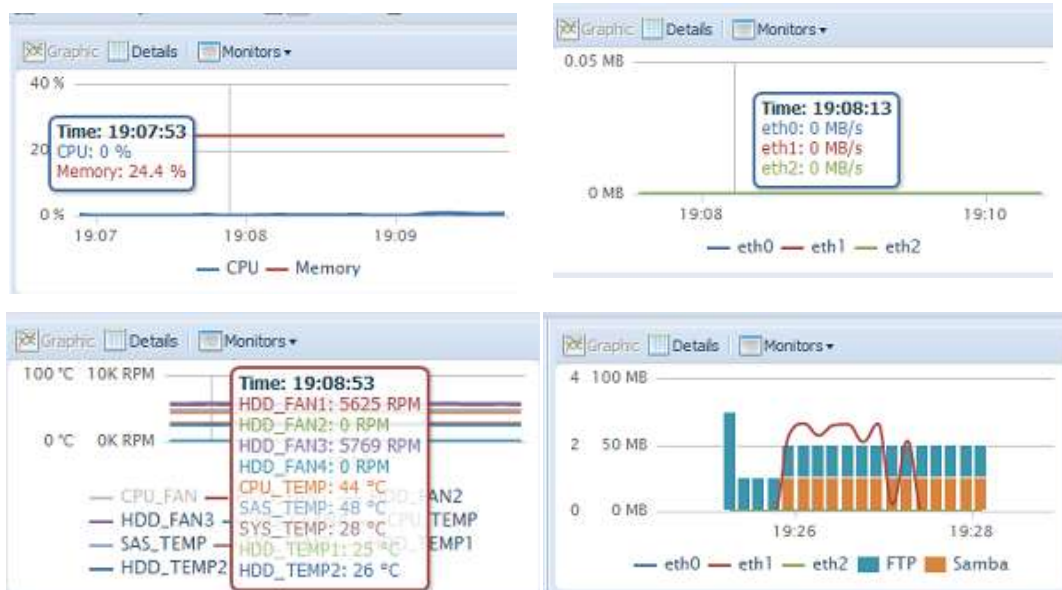 Graphic Details Monitors
40 %
Time: 19:07:53
CPU: 0 %
20
Memory: 24.4 %
0 %
19:07 19:08 19:09
CPU Memory
Graphic Details Monitors
0.05 MB
Time: 19:08:13
eth0: 0 MB/s
eth1: 0 MB/s
eth2: 0 MB/s
0 MB
19:08 19:10
eth0 eth1 eth2
Graphic Details Monitors
100 °C 10K RPM
Time: 19:08:53
HDD_FAN1: 5625 RPM
HDD_FAN2: 0 RPM
HDD_FAN3: 5769 RPM
0 °C 0K RPM
HDD_FAN4: 0 RPM
CPU_TEMP: 44 °C
SAS_TEMP: 48 °C
SYS_TEMP: 28 °C
HDD_TEMP1: 25 °C
HDD_TEMP2: 26 °C
CPU_FAN
HDD_FAN3
SAS_TEMP
HDD_TEMP2
Graphic Details Monitors
4 100 MB
2 50 MB
0 0 MB
19:26 19:28
eth0 eth1 eth2 FTP Samba